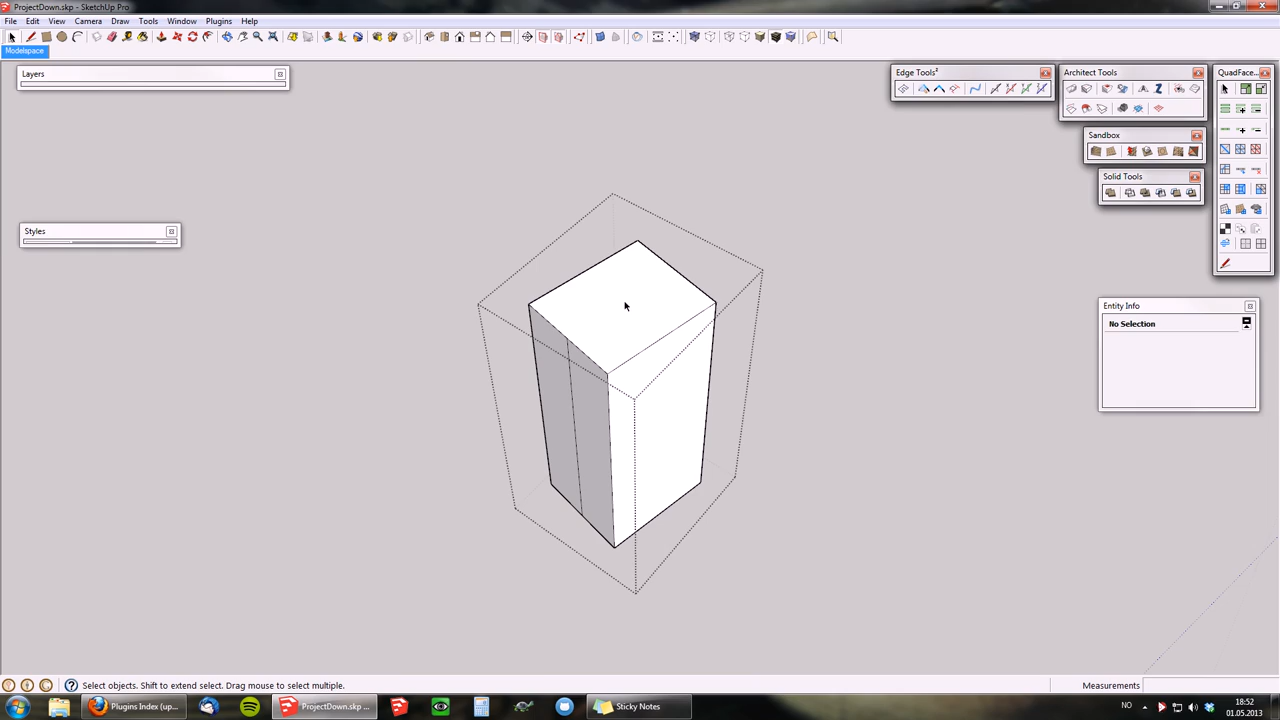 ProjectDown.skp - SketchUp Pro
File Edit View Camera Draw Tools Window Plugins Help
Modelspace
Layers
Edge Tools²
Architect Tools
QuadFace...
Sandbox
Solid Tools
Styles
Entity Info
No Selection
Select objects. Shift to extend select. Drag mouse to select multiple.
Measurements
Plugins Index (up...
ProjectDown.skp ...
Sticky Notes
NO
18:52
01.05.2013